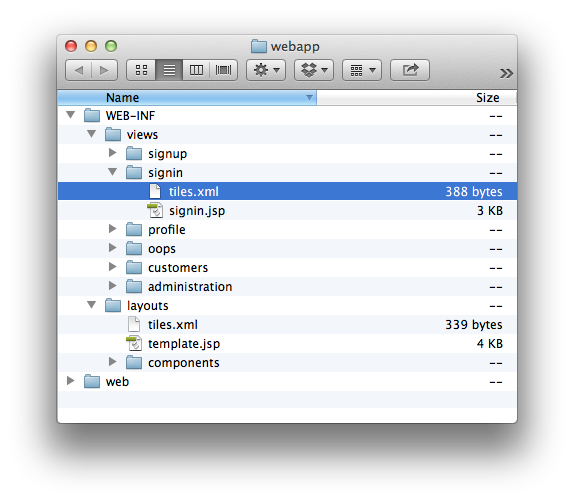 webapp
Name Size
WEB-INF --
views --
signup --
signin --
tiles.xml 388 bytes
signin.jsp 3 KB
profile --
oops --
customers --
administration --
layouts --
tiles.xml 339 bytes
template.jsp 4 KB
components --
web --